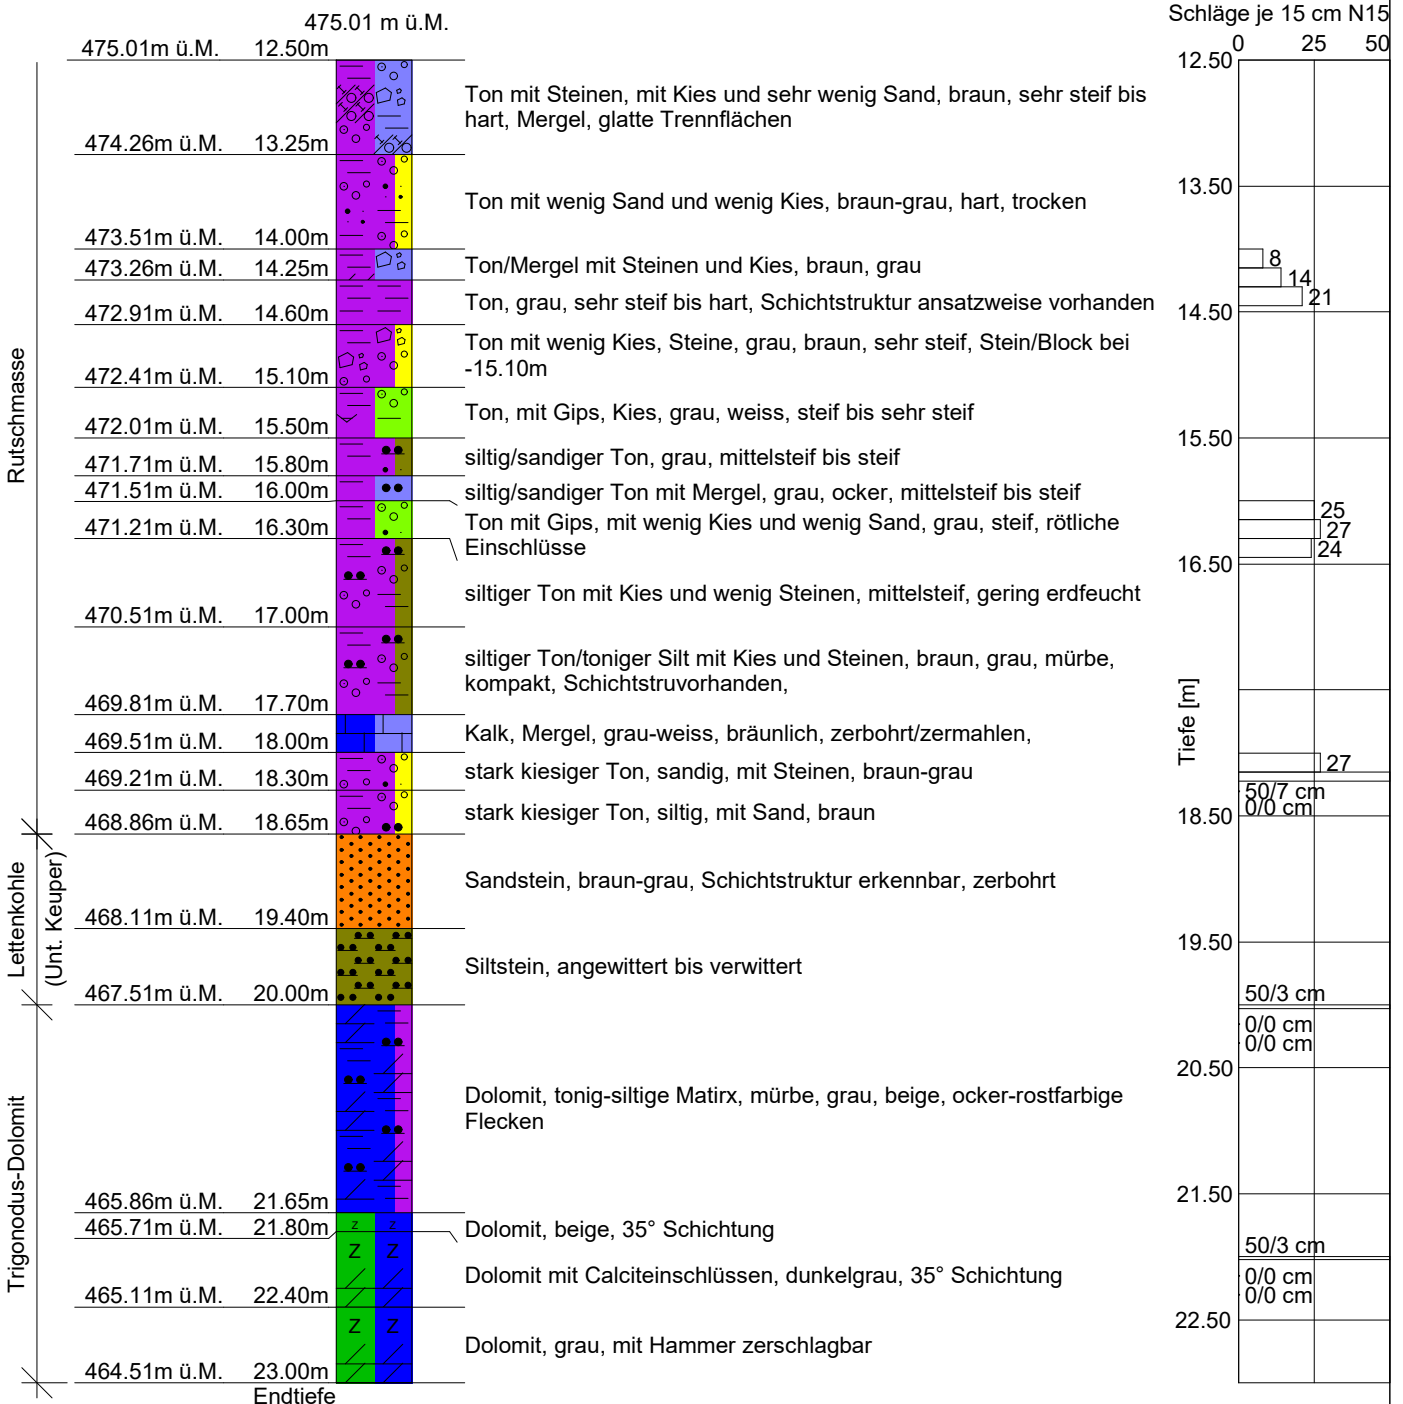 475.01 m ü.M.
Schläge je 15 cm N15
0 25 50
475.01m ü.M. 12.50m
12.50
Ton mit Steinen, mit Kies und sehr wenig Sand, braun, sehr steif bis
hart, Mergel, glatte Trennflächen
474.26m ü.M. 13.25m
13.50
Ton mit wenig Sand und wenig Kies, braun-grau, hart, trocken
473.51m ü.M. 14.00m
8
Ton/Mergel mit Steinen und Kies, braun, grau
473.26m ü.M. 14.25m
14
21
Ton, grau, sehr steif bis hart, Schichtstruktur ansatzweise vorhanden
472.91m ü.M. 14.60m
14.50
Ton mit wenig Kies, Steine, grau, braun, sehr steif, Stein/Block bei
-15.10m
472.41m ü.M. 15.10m
Rutschmasse
Ton, mit Gips, Kies, grau, weiss, steif bis sehr steif
472.01m ü.M. 15.50m
15.50
siltig/sandiger Ton, grau, mittelsteif bis steif
471.71m ü.M. 15.80m
siltig/sandiger Ton mit Mergel, grau, ocker, mittelsteif bis steif
471.51m ü.M. 16.00m
25
27
24
Ton mit Gips, mit wenig Kies und wenig Sand, grau, steif, rötliche
Einschlüsse
471.21m ü.M. 16.30m
16.50
siltiger Ton mit Kies und wenig Steinen, mittelsteif, gering erdfeucht
470.51m ü.M. 17.00m
siltiger Ton/toniger Silt mit Kies und Steinen, braun, grau, mürbe,
kompakt, Schichtstruvorhanden,
469.81m ü.M. 17.70m
Tiefe [m]
Kalk, Mergel, grau-weiss, bräunlich, zerbohrt/zermahlen,
469.51m ü.M. 18.00m
27
stark kiesiger Ton, sandig, mit Steinen, braun-grau
469.21m ü.M. 18.30m
50/7 cm
0/0 cm
stark kiesiger Ton, siltig, mit Sand, braun
468.86m ü.M. 18.65m
18.50
Lettenkohle
(Unt. Keuper)
Sandstein, braun-grau, Schichtstruktur erkennbar, zerbohrt
468.11m ü.M. 19.40m
19.50
Siltstein, angewittert bis verwittert
467.51m ü.M. 20.00m
50/3 cm
0/0 cm
0/0 cm
20.50
Trigonodus-Dolomit
Dolomit, tonig-siltige Matirx, mürbe, grau, beige, ocker-rostfarbige
Flecken
465.86m ü.M. 21.65m
21.50
z z
Dolomit, beige, 35° Schichtung
465.71m ü.M. 21.80m
50/3 cm
Z Z
Dolomit mit Calciteinschlüssen, dunkelgrau, 35° Schichtung
0/0 cm
0/0 cm
465.11m ü.M. 22.40m
22.50
Z Z
Dolomit, grau, mit Hammer zerschlagbar
464.51m ü.M. 23.00m
Endtiefe